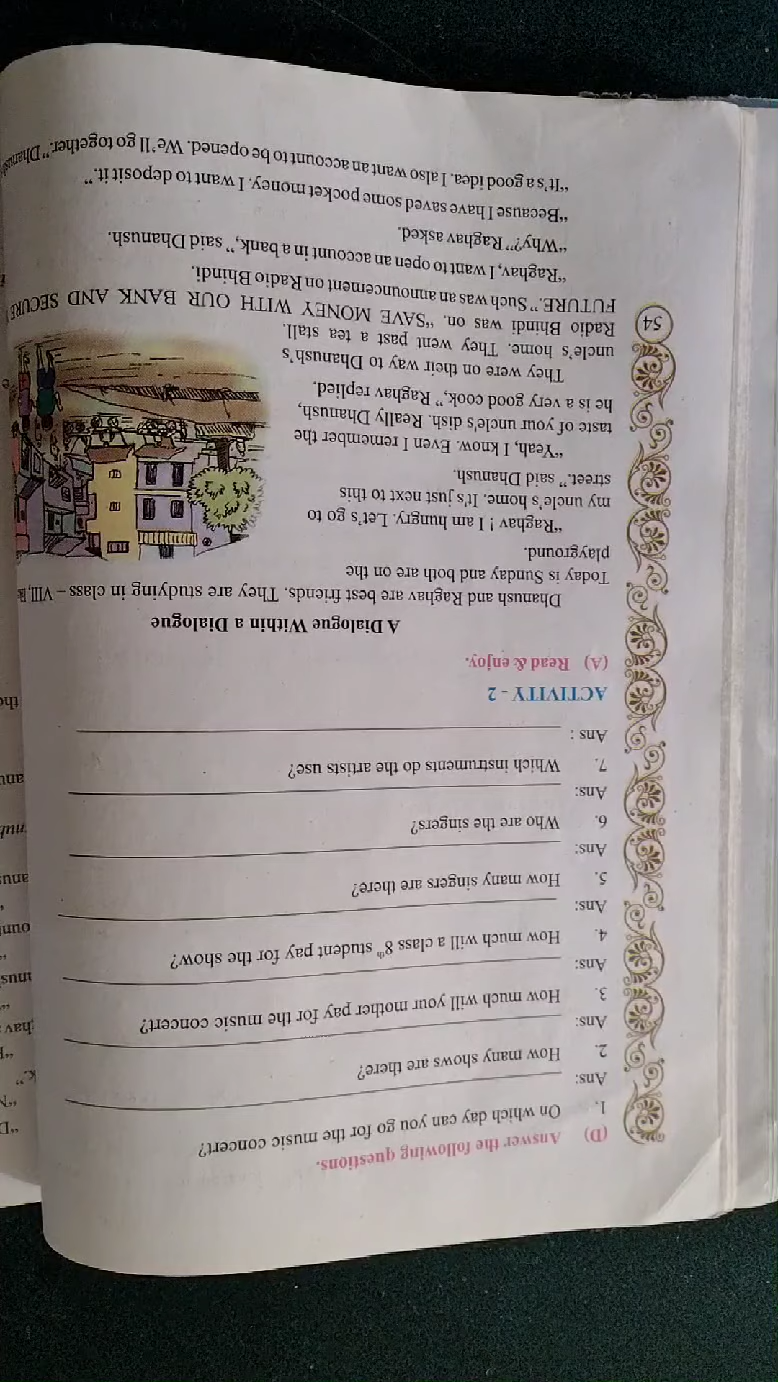 (D) Answer the following questions.
1. On which day can you go for the music concert?
Ans:
2. How many shows are there?
Ans:
3. How much will your mother pay for the music concert?
Ans:
4. How much will a class 8th student pay for the show?
Ans:
5. How many singers are there?
Ans:
6. Who are the singers?
Ans:
7. Which instruments do the artists use?
Ans :
ACTIVITY - 2
(A) Read & enjoy.
A Dialogue Within a Dialogue
Dhanush and Raghav are best friends. They are studying in class – VIII,
Today is Sunday and both are on the
playground.
“Raghav ! I am hungry. Let’s go to
my uncle’s home. It’s just next to this
street.” said Dhanush.
“Yeah, I know. Even I remember the
taste of your uncle’s dish. Really Dhanush,
he is a very good cook,” Raghav replied.
They were on their way to Dhanush’s
uncle’s home. They went past a tea stall.
Radio Bhindi was on. “SAVE MONEY WITH OUR BANK AND SECURE
FUTURE.” Such was an announcement on Radio Bhindi.
“Raghav, I want to open an account in a bank,” said Dhanush.
“Why?” Raghav asked.
“Because I have saved some pocket money. I want to deposit it.”
“It’s a good idea. I also want an account to be opened. We’ll go together.”
54